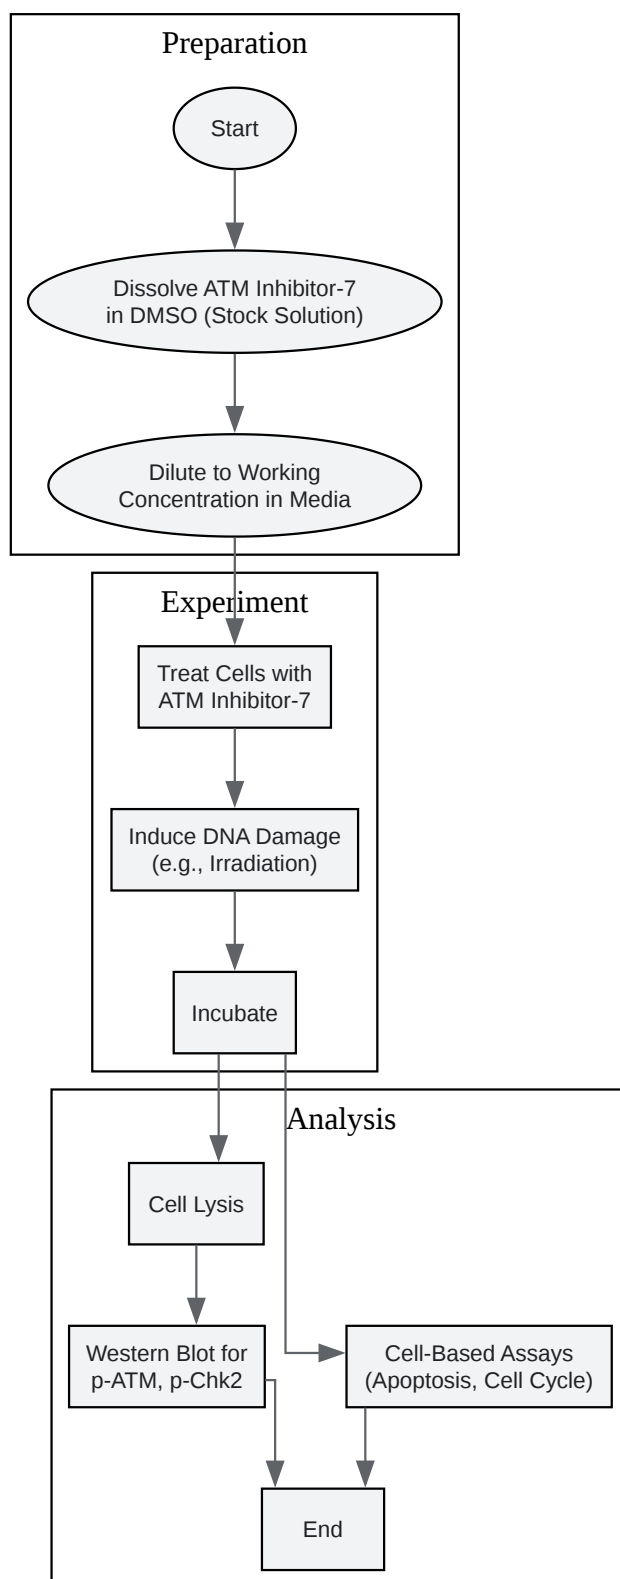 Preparation
Start
Dissolve ATM Inhibitor-7
in DMSO (Stock Solution)
Dilute to Working
Concentration in Media
Experiment
Treat Cells with
ATM Inhibitor-7
Induce DNA Damage
(e.g., Irradiation)
Incubate
Analysis
Cell Lysis
Western Blot for
p-ATM, p-Chk2
Cell-Based Assays
(Apoptosis, Cell Cycle)
End